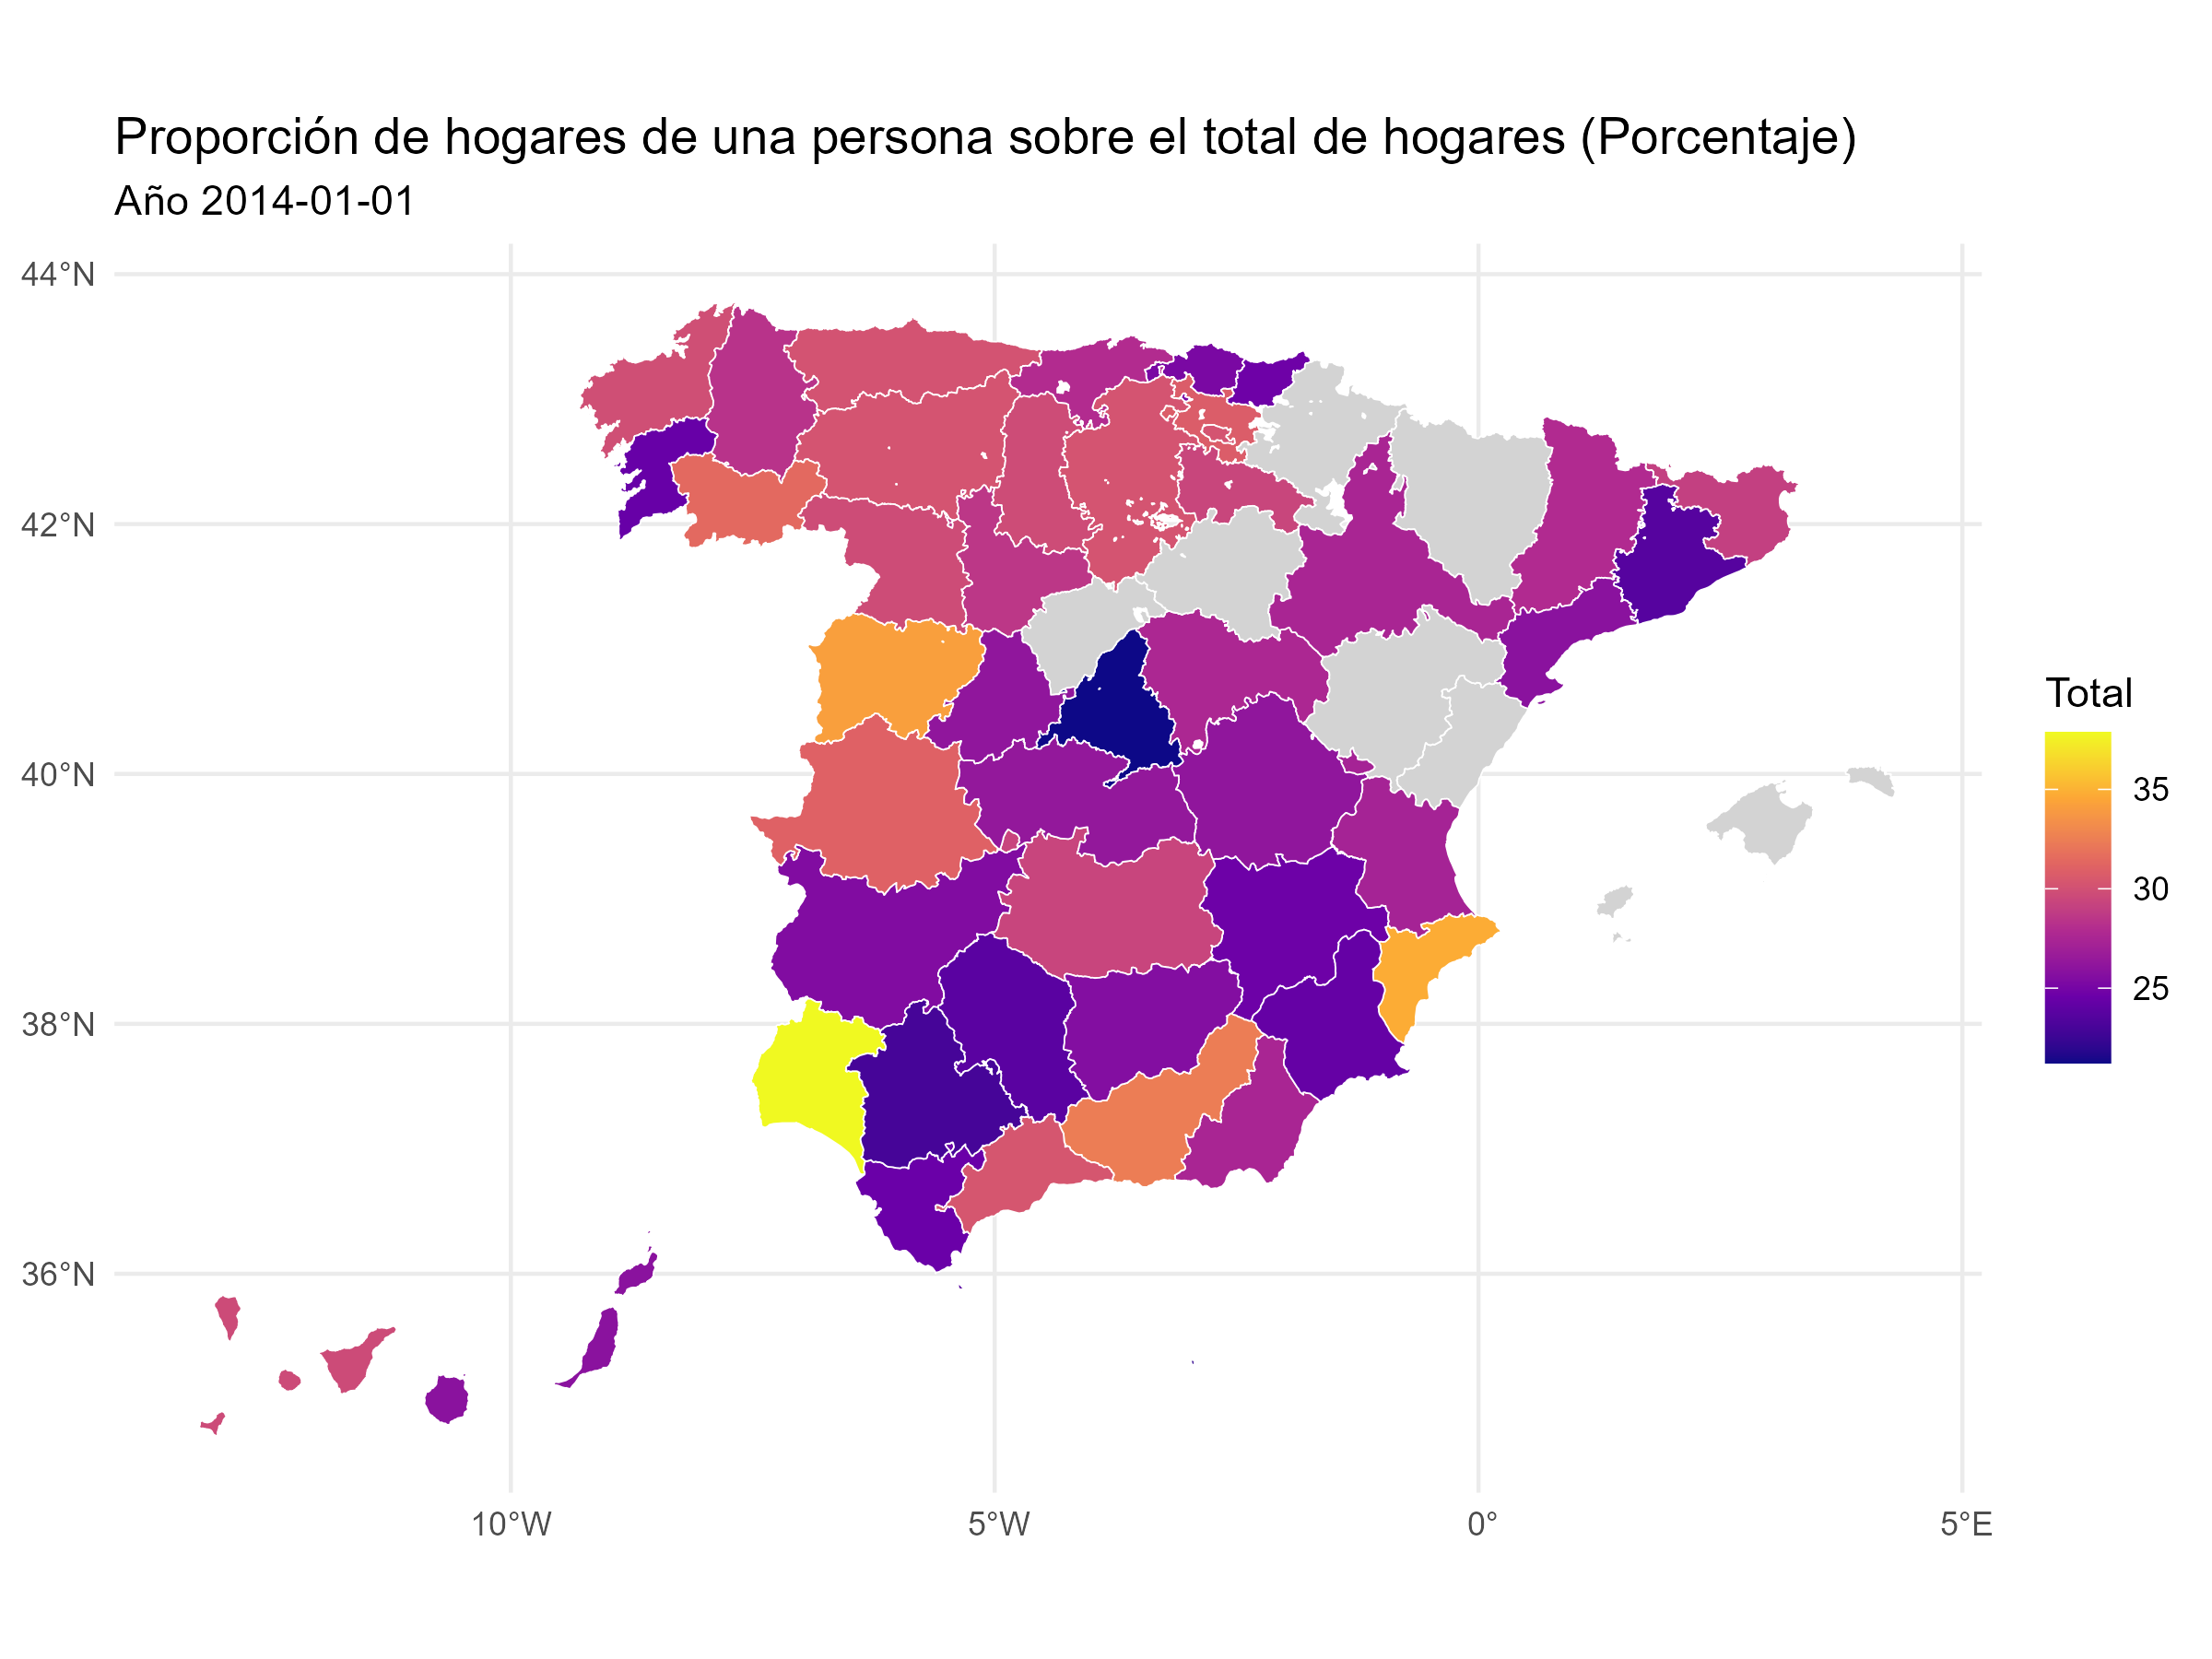 Proporción de hogares de una persona sobre el total de hogares (Porcentaje)
Año 2014-01-01
44°N
42°N
40°N
38°N
36°N
10°W
5°W
0°
5°E
Total
35
30
25